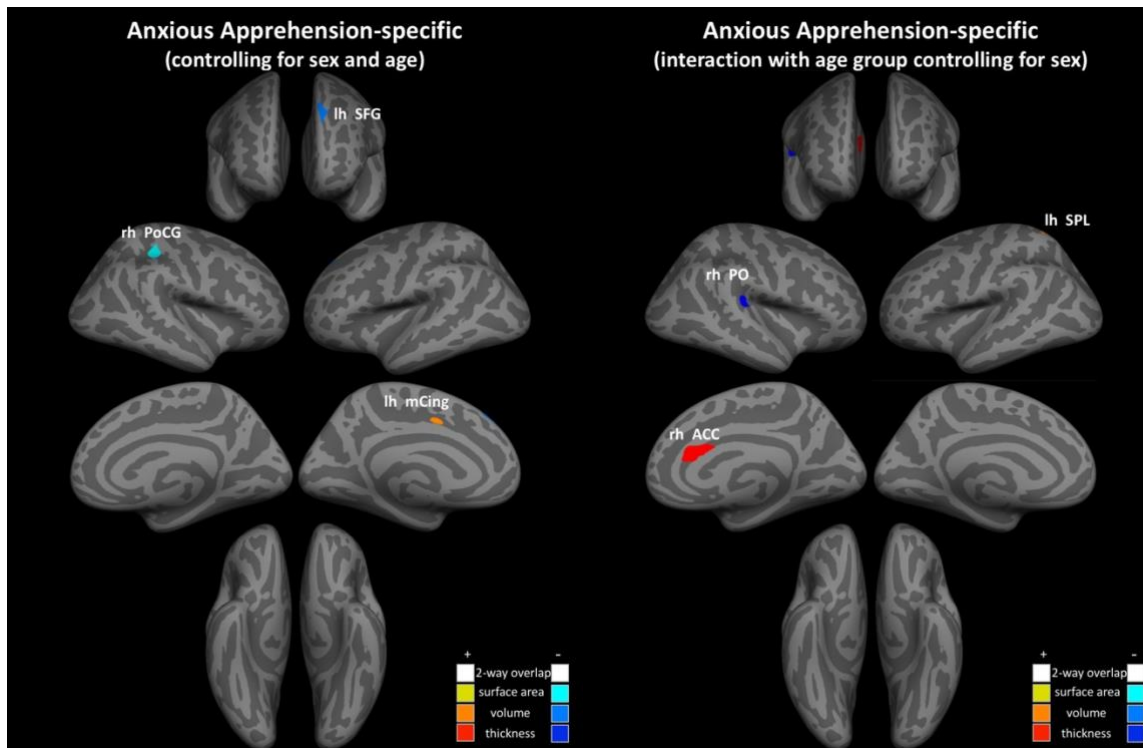 Anxious Apprehension-specific
(controlling for sex and age)
lh SFG
rh PoCG
lh mCing
+ -
2-way overlap
surface area
volume
thickness
Anxious Apprehension-specific
(interaction with age group controlling for sex)
lh SPL
rh PO
rh ACC
+ -
2-way overlap
surface area
volume
thickness